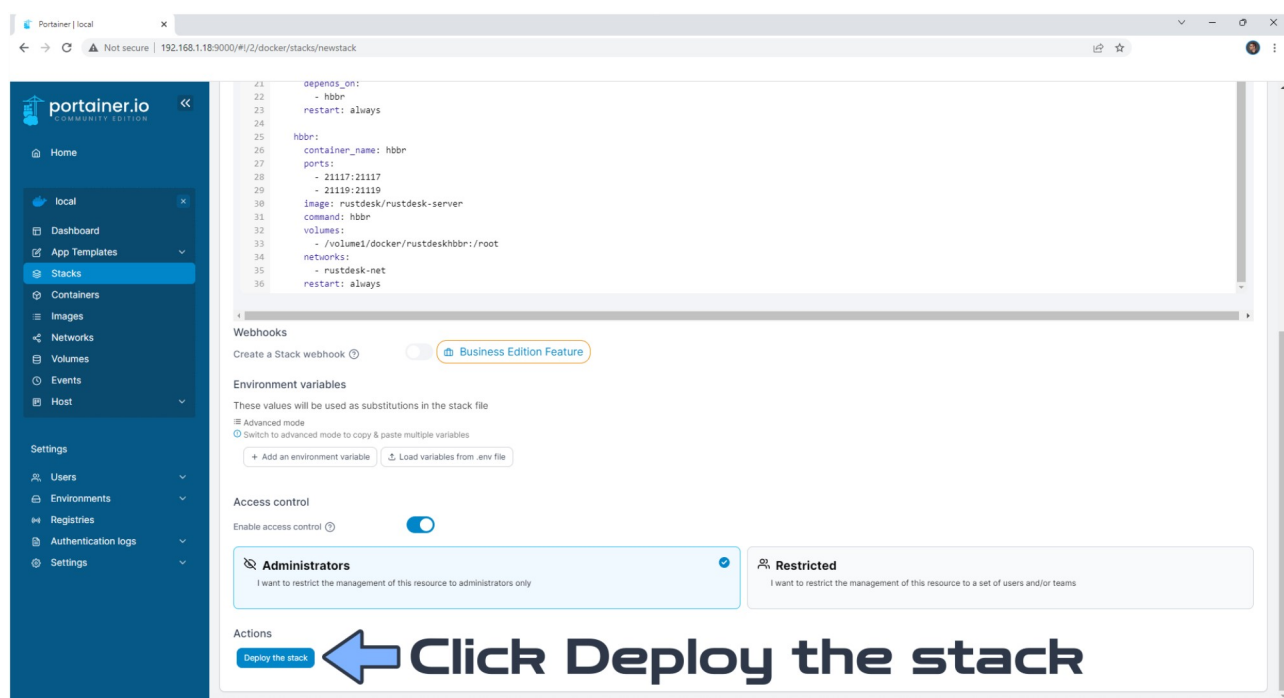 Portainer | local
Not secure | 192.168.1.18:9000/#!/2/docker/stacks/newstack
portainer.io
COMMUNITY EDITION
Home
local
Dashboard
App Templates
Stacks
Containers
Images
Networks
Volumes
Events
Host
Settings
Users
Environments
Registries
Authentication logs
Settings
21 depends_on:
22 - hbbr
23 restart: always
24
25 hbbr:
26 container_name: hbbr
27 ports:
28 - 21117:21117
29 - 21119:21119
30 image: rustdesk/rustdesk-server
31 command: hbbr
32 volumes:
33 - /volume1/docker/rustdeskhbbr:/root
34 networks:
35 - rustdesk-net
36 restart: always
Webhooks
Create a Stack webhook
Business Edition Feature
Environment variables
These values will be used as substitutions in the stack file
Advanced mode
Switch to advanced mode to copy & paste multiple variables
+ Add an environment variable
Load variables from .env file
Access control
Enable access control
Administrators
I want to restrict the management of this resource to administrators only
Restricted
I want to restrict the management of this resource to a set of users and/or teams
Actions
Deploy the stack
Click Deploy the stack